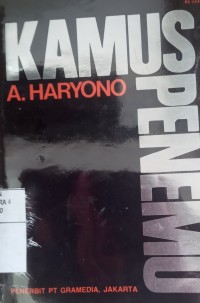 KAMUS
A. HARYONO
PENEMU
PENERBIT PT GRAMEDIA, JAKARTA